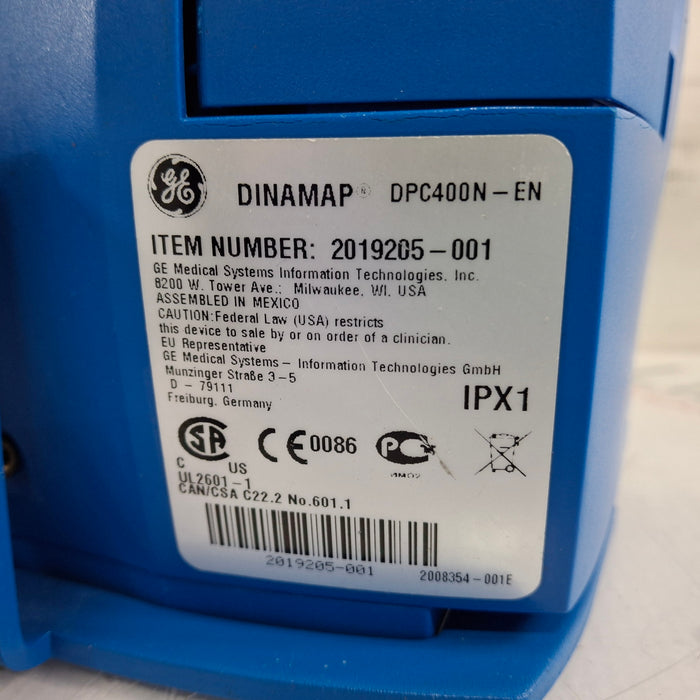 GE
DINAMAP® DPC400N-EN
ITEM NUMBER: 2019205-001
GE Medical Systems Information Technologies, Inc.
8200 W. Tower Ave.; Milwaukee, WI, USA
ASSEMBLED IN MEXICO
CAUTION:Federal Law (USA) restricts
this device to sale by or on order of a clinician.
EU Representative
GE Medical Systems - Information Technologies GmbH
Munzinger Straße 3-5
D - 79111
Freiburg, Germany
IPX1
SA
C US
CE 0086
PC
UL2601-1
CAN/CSA C22.2 No.601.1
2019205-001
2008354-001E